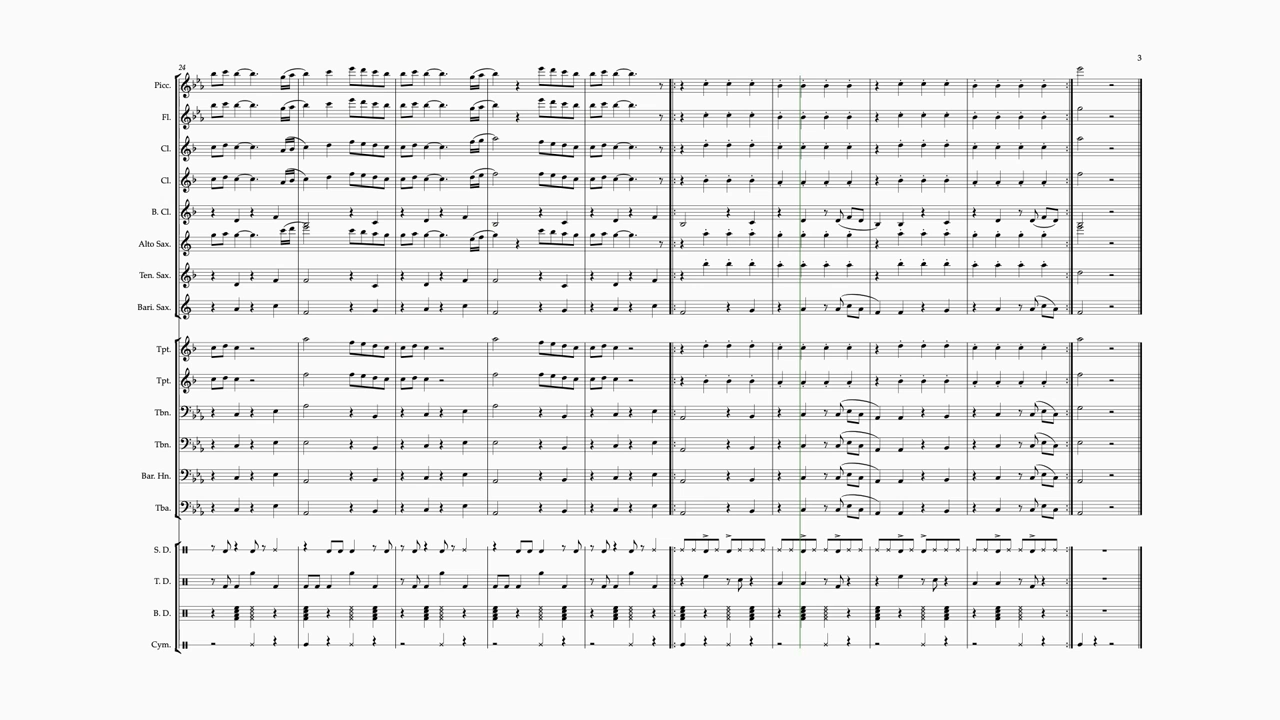 3
24
Picc.
Fl.
Cl.
Cl.
B. Cl.
Alto Sax.
Ten. Sax.
Bari. Sax.
Tpt.
Tpt.
Tbn.
Tbn.
Bar. Hn.
Tba.
S. D.
T. D.
B. D.
Cym.